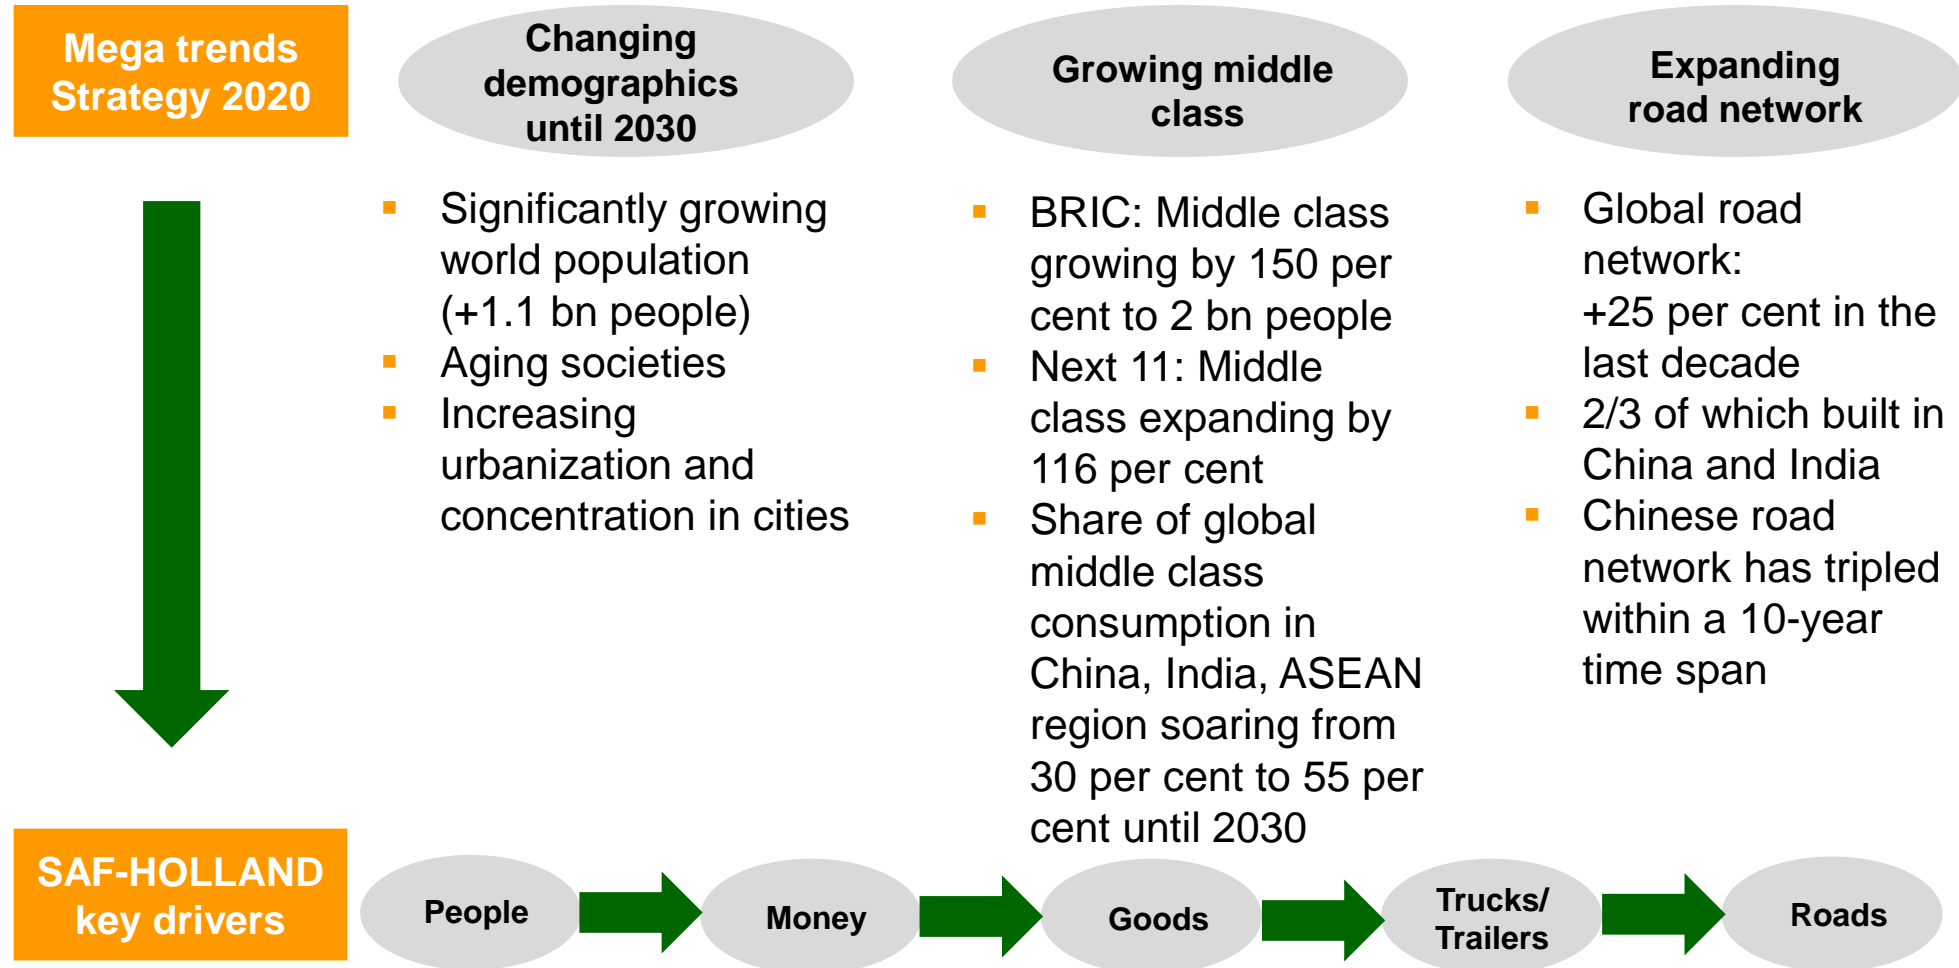 Mega trends
Strategy 2020
Changing
demographics
until 2030
Growing middle
class
Expanding
road network
Significantly growing
world population
(+1.1 bn people)
Aging societies
Increasing
urbanization and
concentration in cities
BRIC: Middle class
growing by 150 per
cent to 2 bn people
Next 11: Middle
class expanding by
116 per cent
Share of global
middle class
consumption in
China, India, ASEAN
region soaring from
30 per cent to 55 per
cent until 2030
Global road
network:
+25 per cent in the
last decade
2/3 of which built in
China and India
Chinese road
network has tripled
within a 10-year
time span
SAF-HOLLAND
key drivers
People
Money
Goods
Trucks/
Trailers
Roads